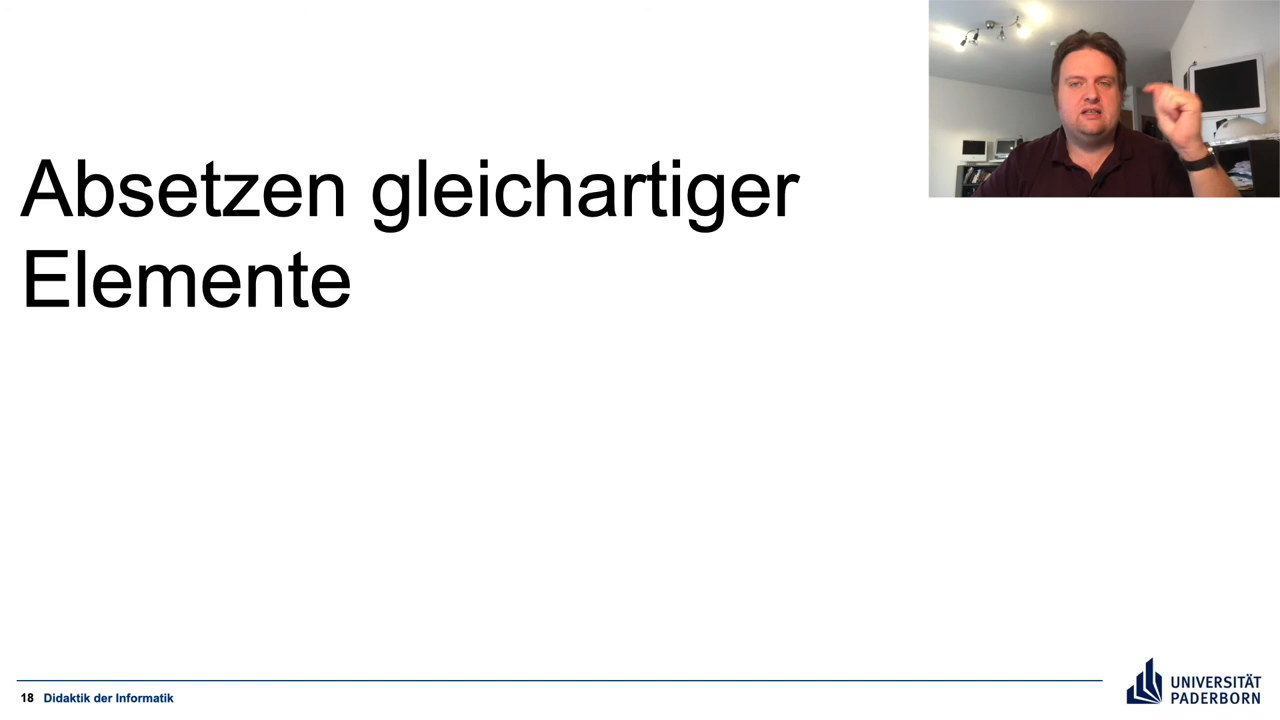 Absetzen gleichartiger
Elemente
18 Didaktik der Informatik
UNIVERSITÄT
PADERBORN